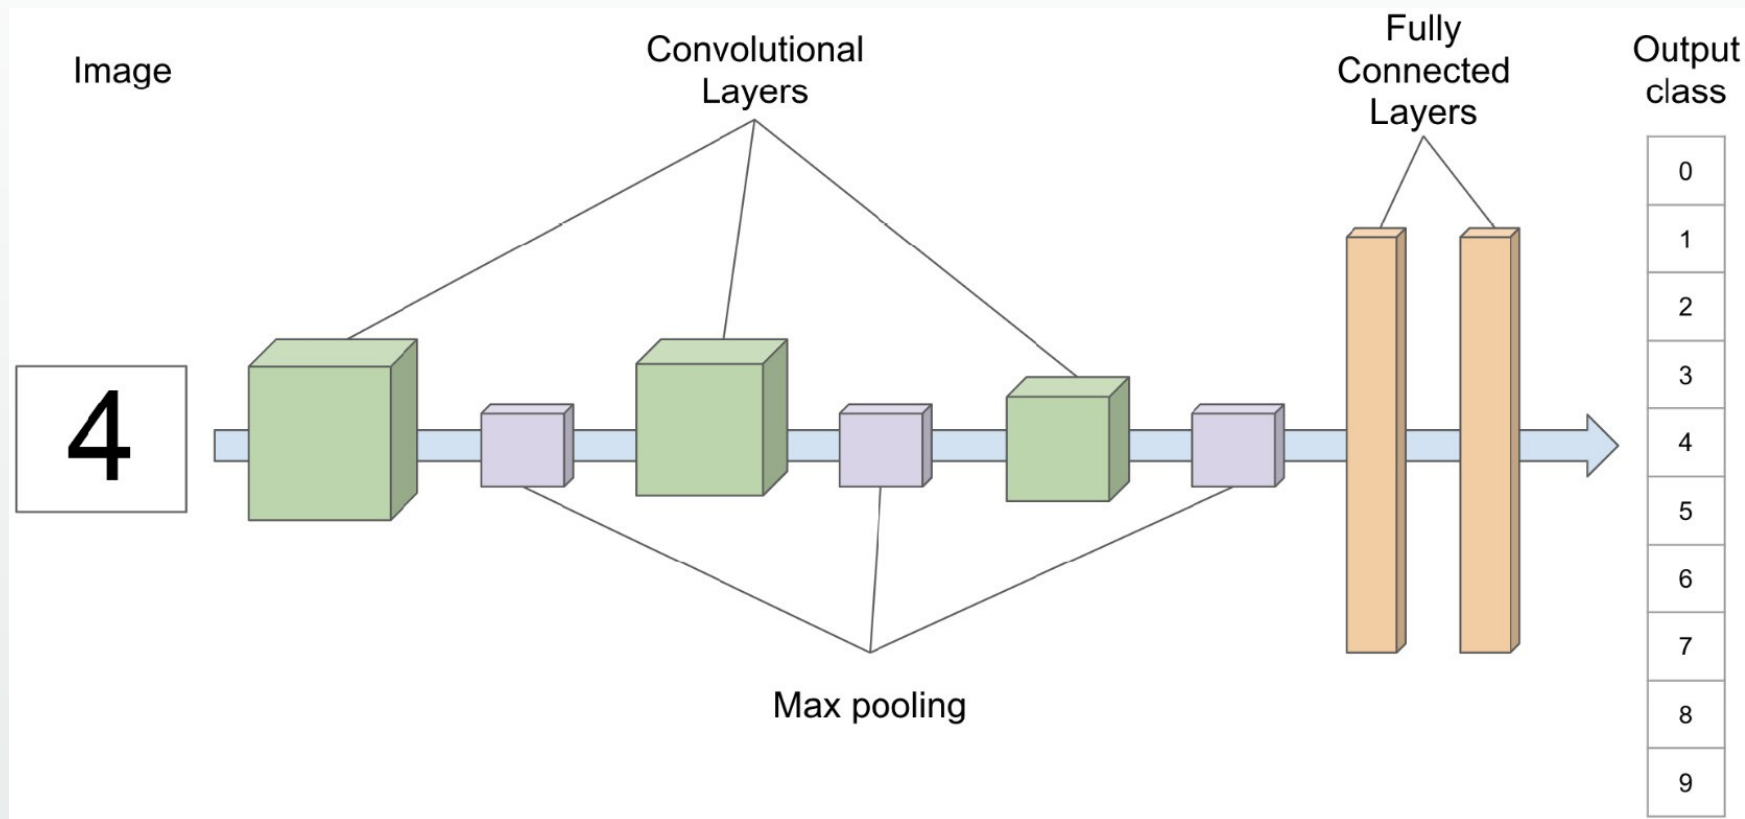 Image
Convolutional
Layers
Fully
Connected
Layers
Output
class
4
0
1
2
3
4
5
6
7
8
9
Max pooling